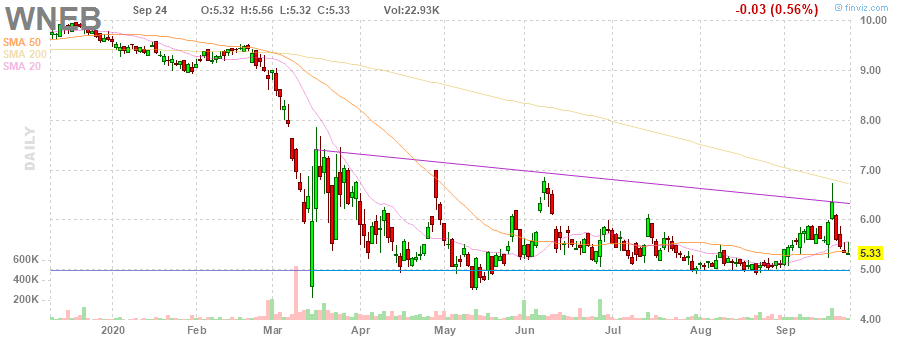 WNEB Sep 24 O:5.32 H:5.56 L:5.32 C:5.33 Vol:22.93K -0.03 (0.56%) @ finviz.com
SMA 50
SMA 200
SMA 20
DAILY
10.00
9.00
8.00
7.00
6.00
5.33
5.00
4.00
600K
400K
200K
2020 Feb Mar Apr May Jun Jul Aug Sep